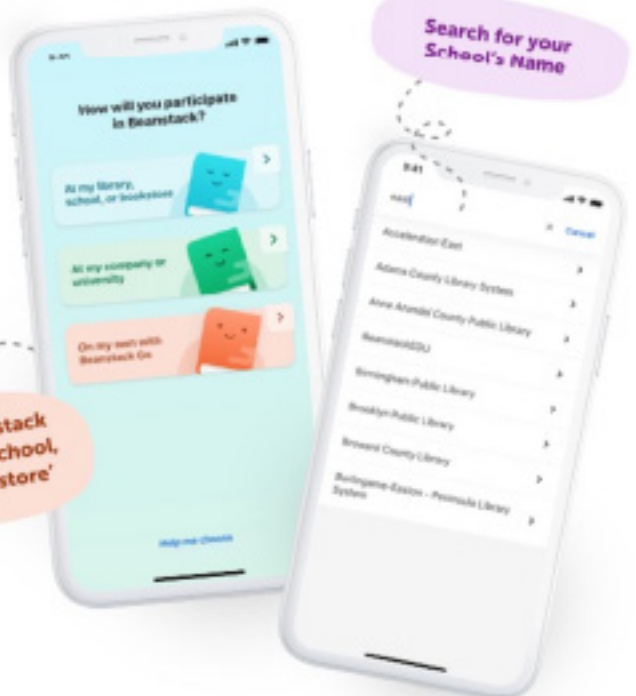 Search for your
School's Name
How will you participate
in Beanstack?
At my library,
school, or bookstore
At my company or
university
On my own with
Beanstack Go
Help me choose
stack
chool,
store'
9:41
east
Cancel
Acceleration East
Adams County Library System
Anne Arundel County Public Library
BeanstackEDU
Birmingham Public Library
Brooklyn Public Library
Broward County Library
Burlingame-Easton - Peninsula Library
System